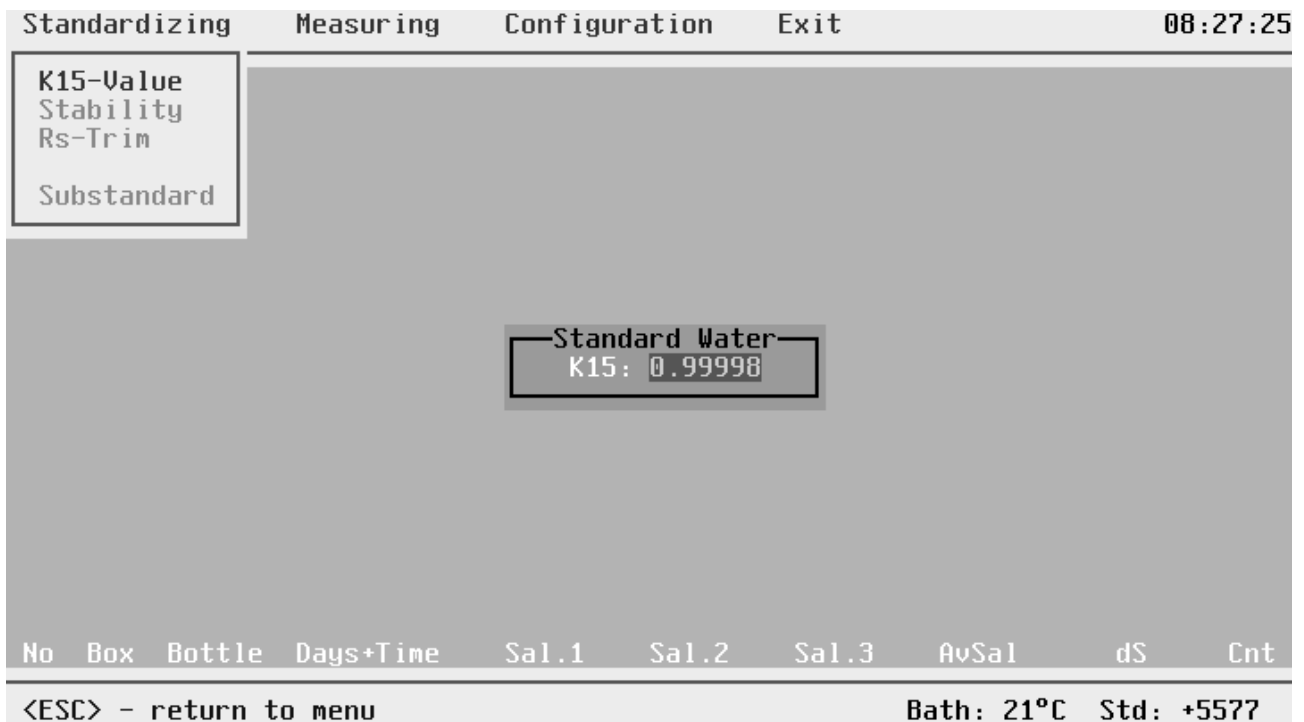 Standardizing Measuring Configuration Exit 08:27:25
K15-Value
Stability
Rs-Trim
Substandard
Standard Water
K15: 0.99998
No Box Bottle Days+Time Sal.1 Sal.2 Sal.3 AvSal dS Cnt
<ESC> - return to menu Bath: 21°C Std: +5577